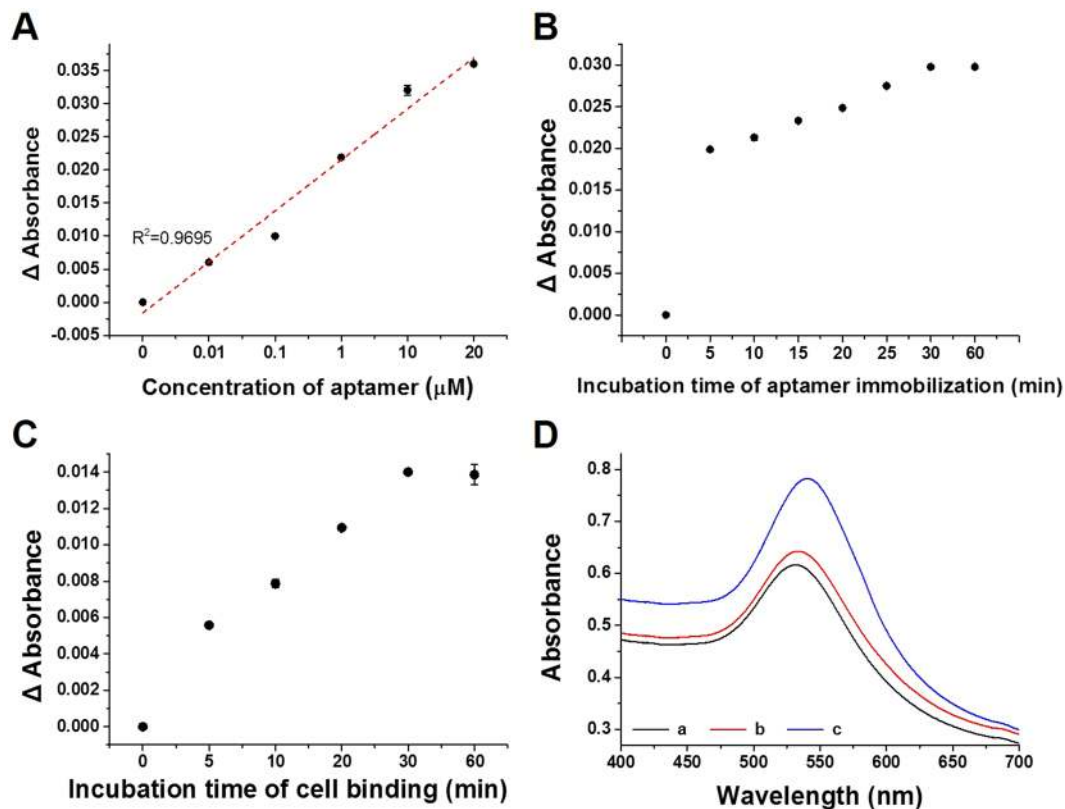 A
Δ Absorbance
0.035
0.030
0.025
0.020
0.015
0.010
0.005
0.000
-0.005
R²=0.9695
0 0.01 0.1 1 10 20
Concentration of aptamer (μM)
B
Δ Absorbance
0.030
0.025
0.020
0.015
0.010
0.005
0.000
0 5 10 15 20 25 30 60
Incubation time of aptamer immobilization (min)
C
Δ Absorbance
0.014
0.012
0.010
0.008
0.006
0.004
0.002
0.000
0 5 10 20 30 60
Incubation time of cell binding (min)
D
Absorbance
0.8
0.7
0.6
0.5
0.4
0.3
a b c
400 450 500 550 600 650 700
Wavelength (nm)